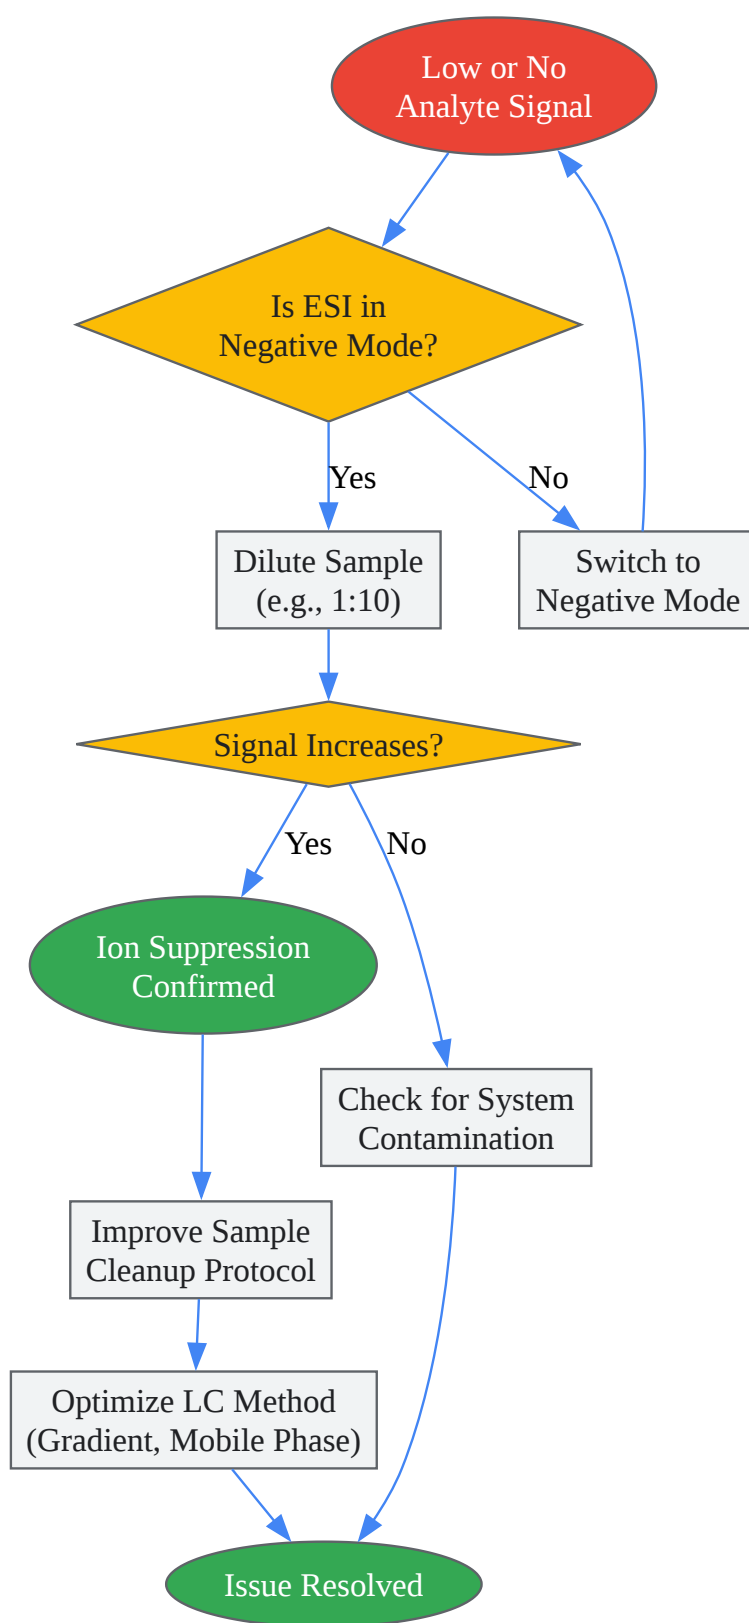 Low or No
Analyte Signal
Is ESI in
Negative Mode?
Yes
No
Dilute Sample
(e.g., 1:10)
Switch to
Negative Mode
Signal Increases?
Yes
No
Ion Suppression
Confirmed
Check for System
Contamination
Improve Sample
Cleanup Protocol
Optimize LC Method
(Gradient, Mobile Phase)
Issue Resolved